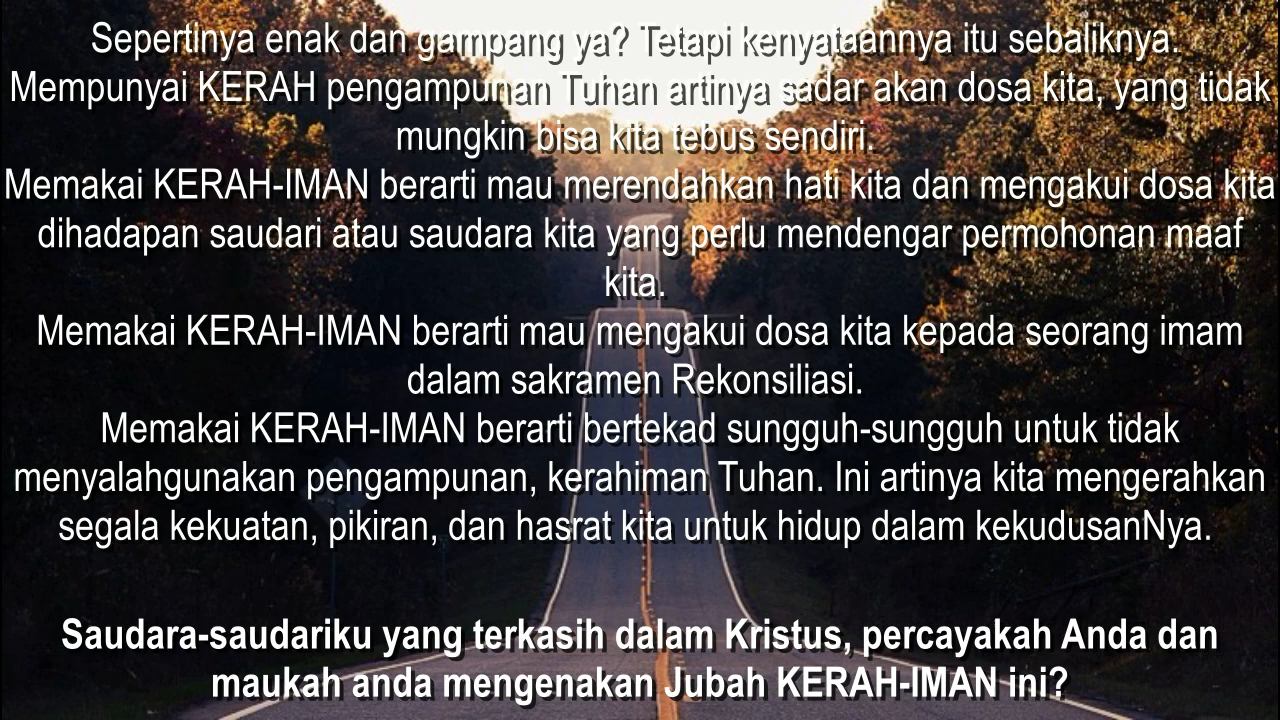 Sepertinya enak dan gampang ya? Tetapi kenyataannya itu sebaliknya.
Mempunyai KERAH pengampunan Tuhan artinya sadar akan dosa kita, yang tidak
mungkin bisa kita tebus sendiri.
Memakai KERAH-IMAN berarti mau merendahkan hati kita dan mengakui dosa kita
dihadapan saudari atau saudara kita yang perlu mendengar permohonan maaf
kita.
Memakai KERAH-IMAN berarti mau mengakui dosa kita kepada seorang imam
dalam sakramen Rekonsiliasi.
Memakai KERAH-IMAN berarti bertekad sungguh-sungguh untuk tidak
menyalahgunakan pengampunan, kerahiman Tuhan. Ini artinya kita mengerahkan
segala kekuatan, pikiran, dan hasrat kita untuk hidup dalam kekudusanNya.
Saudara-saudariku yang terkasih dalam Kristus, percayakah Anda dan
maukah anda mengenakan Jubah KERAH-IMAN ini?